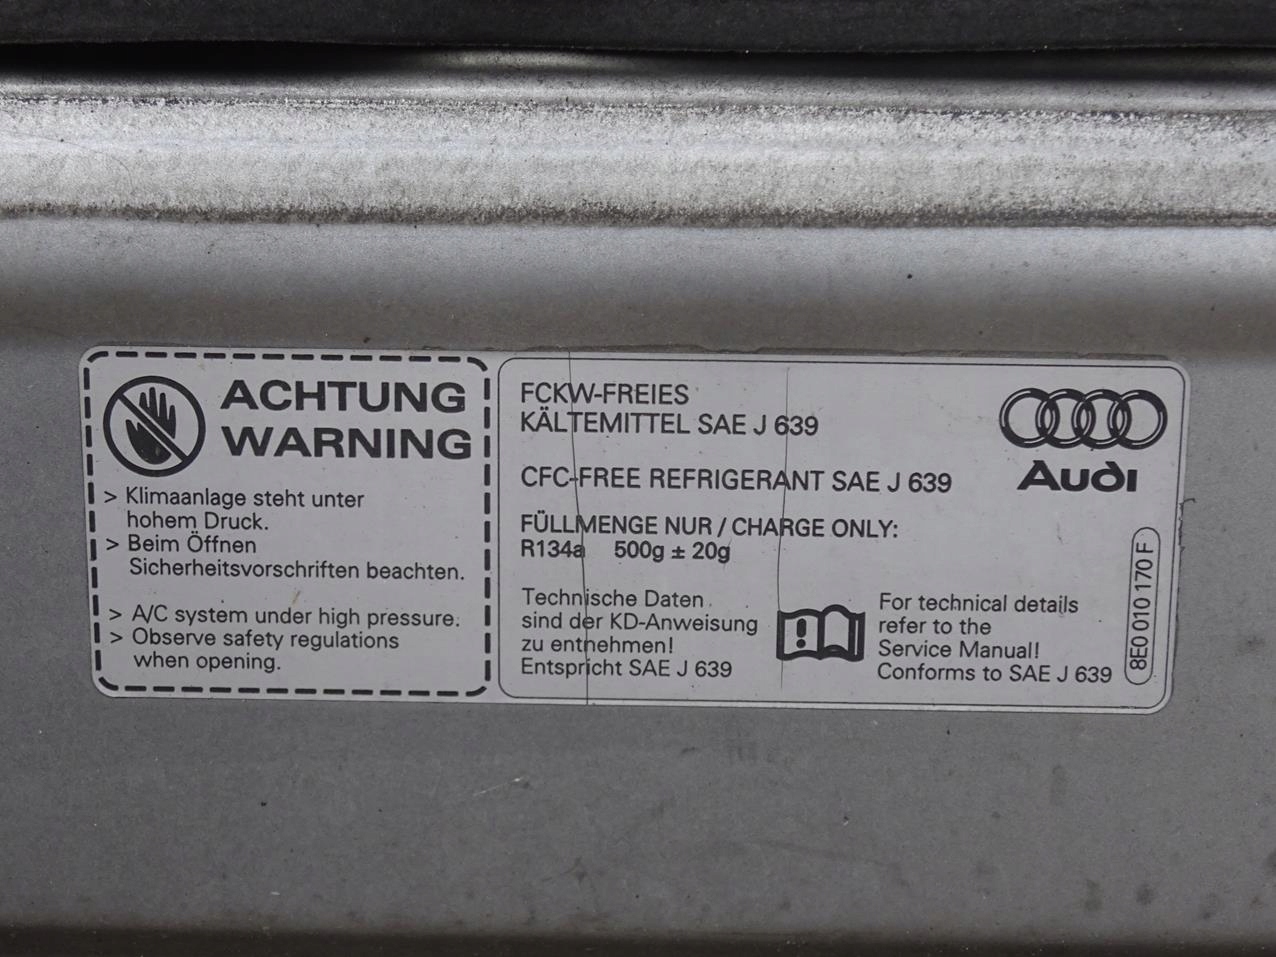 ACHTUNG
WARNING
> Klimaanlage steht unter
hohem Druck.
> Beim Öffnen
Sicherheitsvorschriften beachten.
> A/C system under high pressure.
> Observe safety regulations
when opening.
FCKW-FREIES
KÄLTEMITTEL SAE J 639
CFC-FREE REFRIGERANT SAE J 639
FÜLLMENGE NUR / CHARGE ONLY:
R134a 500g ± 20g
Technische Daten
sind der KD-Anweisung
zu entnehmen!
Entspricht SAE J 639
For technical details
refer to the
Service Manual!
Conforms to SAE J 639
Audi
8E0 010 170 F